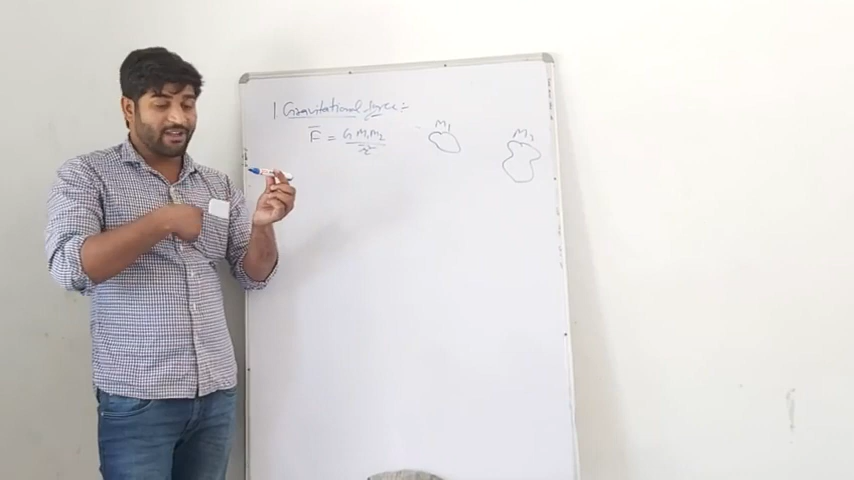 1 Gravitational force :-
F̅ = G M₁M₂ / r²
M₁
M₂